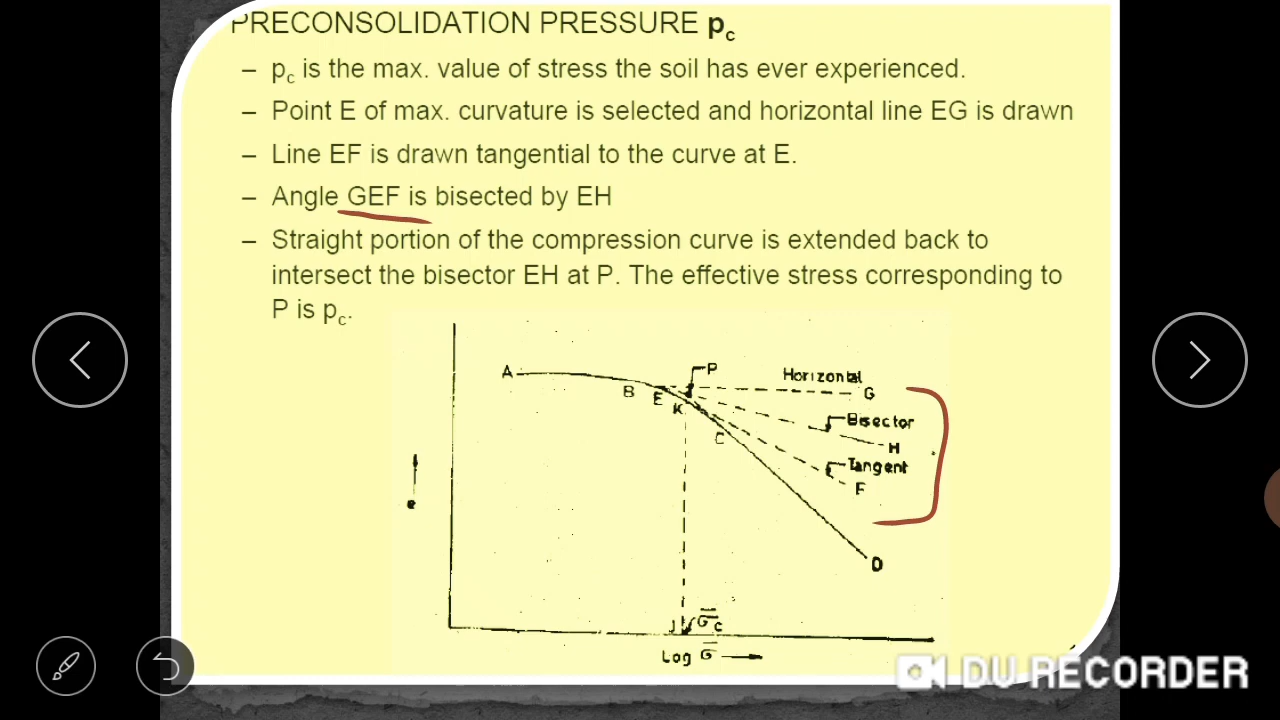 PRECONSOLIDATION PRESSURE pc
– pc is the max. value of stress the soil has ever experienced.
– Point E of max. curvature is selected and horizontal line EG is drawn
– Line EF is drawn tangential to the curve at E.
– Angle GEF is bisected by EH
– Straight portion of the compression curve is extended back to
intersect the bisector EH at P. The effective stress corresponding to
P is pc.
A
B
E
K
P
C
Horizontal
G
Bisector
H
Tangent
F
D
e
J
σ̄c
Log σ̄
DU RECORDER